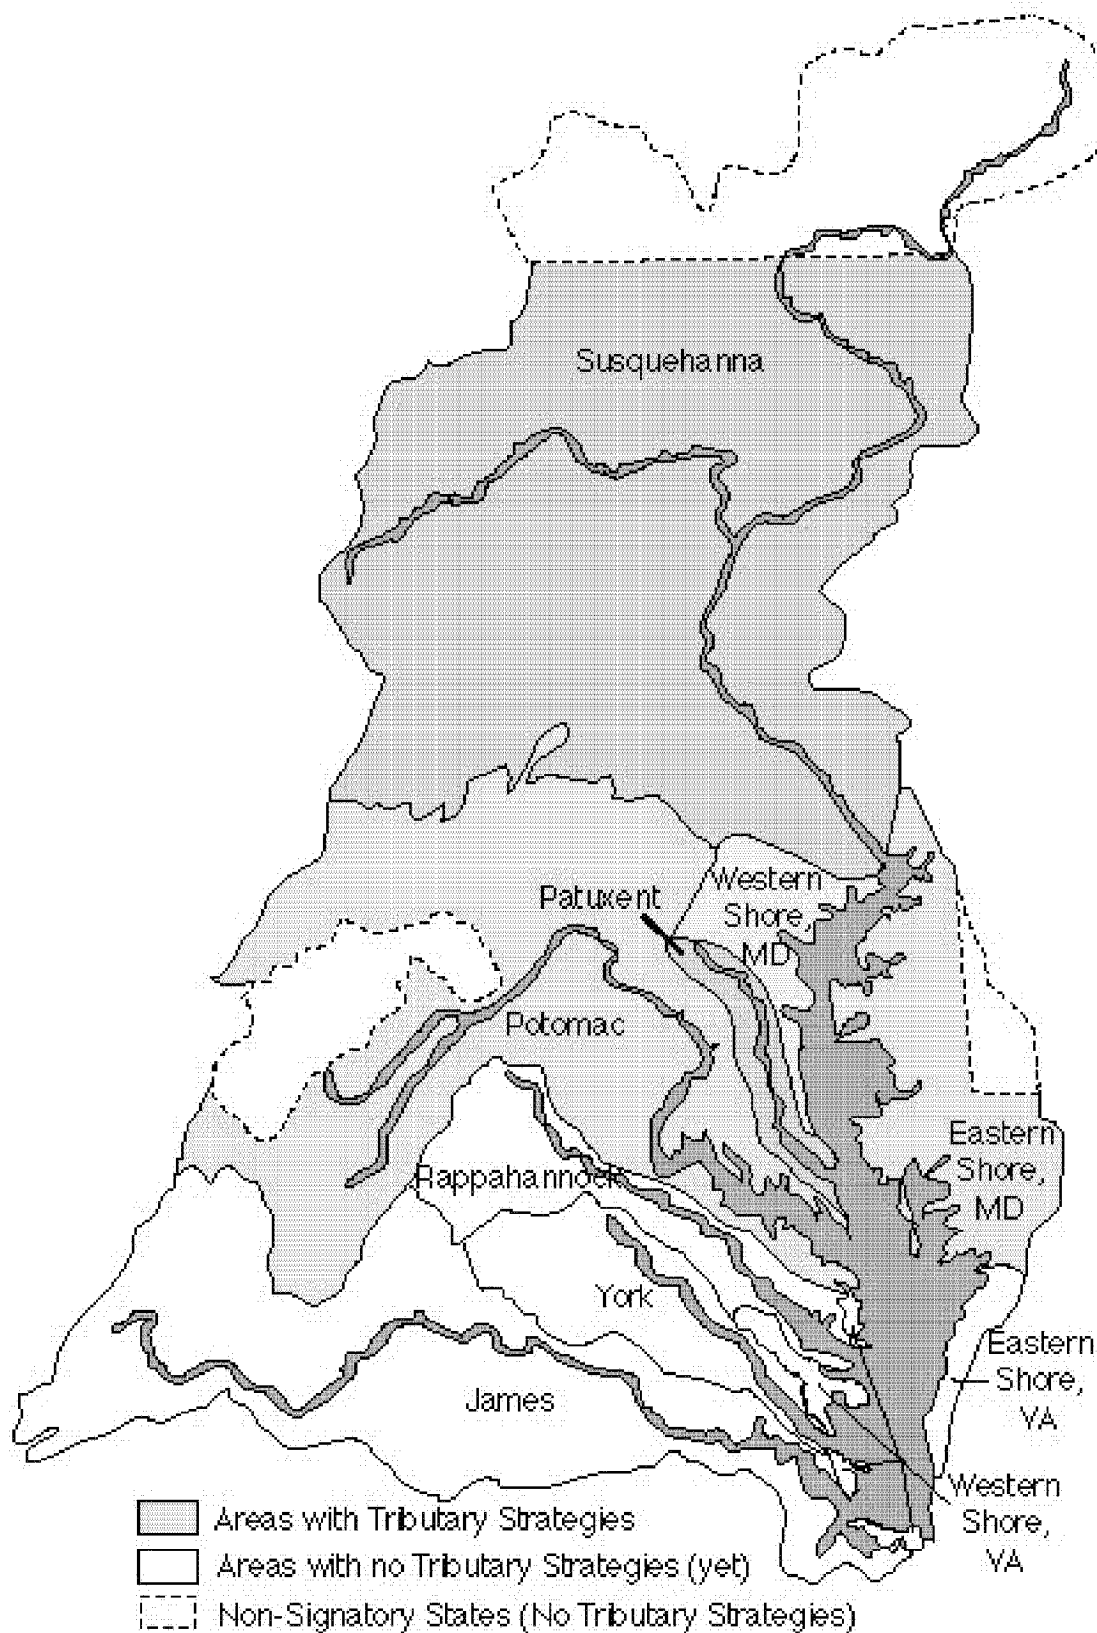 Susquehanna
Western
Shore,
MD
Patuxent
Potomac
Eastern
Shore,
MD
Rappahannock
York
Eastern
Shore,
VA
James
Western
Shore,
VA
Areas with Tributary Strategies
Areas with no Tributary Strategies (yet)
Non-Signatory States (No Tributary Strategies)